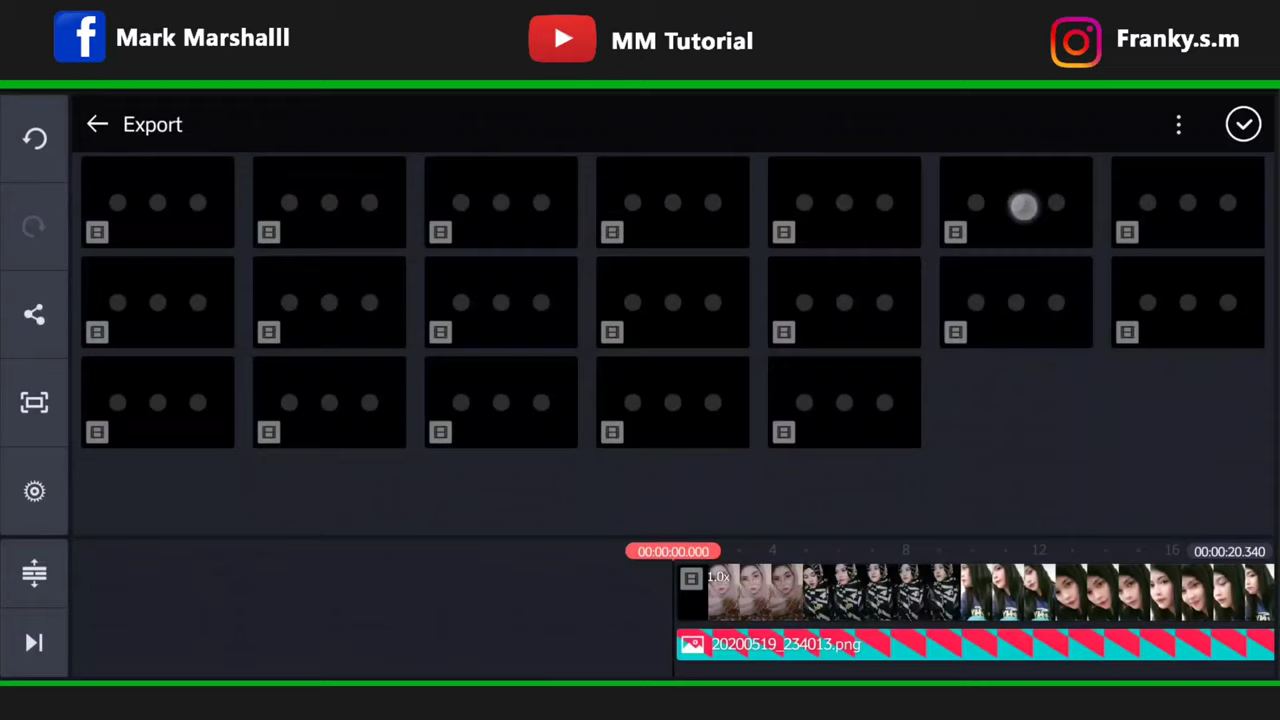 Mark Marshalll
MM Tutorial
Franky.s.m
Export
00:00:00.000
4
8
12
16
00:00:20.340
1.0x
20200519_234013.png